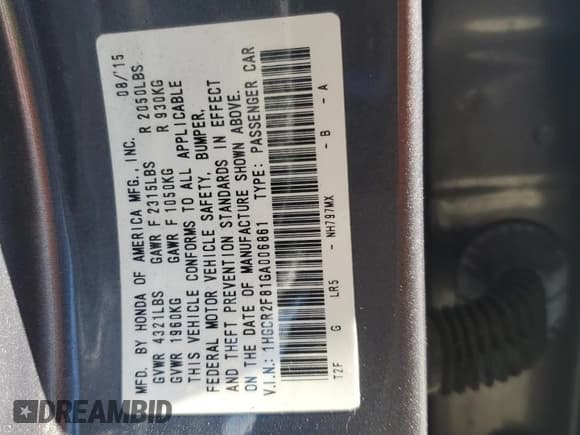 MFD. BY HONDA OF AMERICA MFG., INC. 08/'15
GVWR 4321LBS GAWR F 2315LBS R 2050LBS
GVWR 1960KG GAWR F 1050KG R 930KG
THIS VEHICLE CONFORMS TO ALL APPLICABLE
FEDERAL MOTOR VEHICLE SAFETY, BUMPER,
AND THEFT PREVENTION STANDARDS IN EFFECT
ON THE DATE OF MANUFACTURE SHOWN ABOVE.
V.I.N.: 1HGCR2F81GA006861 TYPE: PASSENGER CAR
T2F G LR5 - NH797MX - B - A
DREAMBID